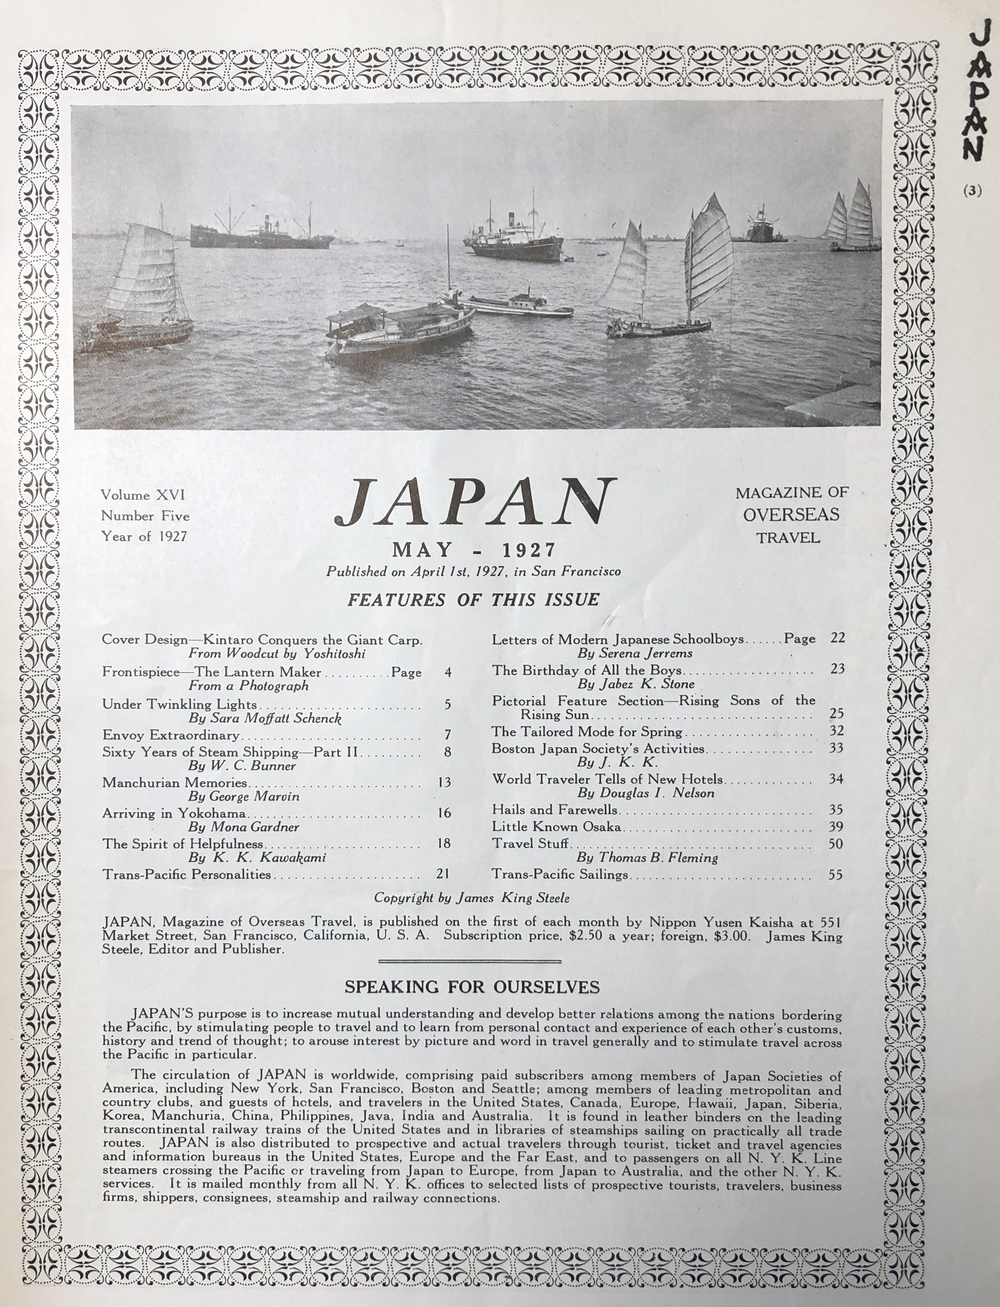 JAPAN
(3)
Volume XVI
Number Five
Year of 1927
JAPAN
MAY - 1927
Published on April 1st, 1927, in San Francisco
MAGAZINE OF
OVERSEAS
TRAVEL
FEATURES OF THIS ISSUE
Cover Design—Kintaro Conquers the Giant Carp.
From Woodcut by Yoshitoshi
Frontispiece—The Lantern Maker..........Page 4
From a Photograph
Under Twinkling Lights........................ 5
By Sara Moffatt Schenck
Envoy Extraordinary........................... 7
Sixty Years of Steam Shipping—Part II......... 8
By W. C. Bunner
Manchurian Memories........................ 13
By George Marvin
Arriving in Yokohama........................ 16
By Mona Gardner
The Spirit of Helpfulness..................... 18
By K. K. Kawakami
Trans-Pacific Personalities.................... 21
Letters of Modern Japanese Schoolboys......Page 22
By Serena Jerrems
The Birthday of All the Boys.................. 23
By Jabez K. Stone
Pictorial Feature Section—Rising Sons of the
Rising Sun............................... 25
The Tailored Mode for Spring.................. 32
Boston Japan Society's Activities............... 33
By J. K. K.
World Traveler Tells of New Hotels............ 34
By Douglas I. Nelson
Hails and Farewells........................... 35
Little Known Osaka.......................... 39
Travel Stuff................................. 50
By Thomas B. Fleming
Trans-Pacific Sailings......................... 55
Copyright by James King Steele
JAPAN, Magazine of Overseas Travel, is published on the first of each month by Nippon Yusen Kaisha at 551
Market Street, San Francisco, California, U. S. A. Subscription price, $2.50 a year; foreign, $3.00. James King
Steele, Editor and Publisher.
SPEAKING FOR OURSELVES
JAPAN'S purpose is to increase mutual understanding and develop better relations among the nations bordering
the Pacific, by stimulating people to travel and to learn from personal contact and experience of each other's customs,
history and trend of thought; to arouse interest by picture and word in travel generally and to stimulate travel across
the Pacific in particular.
The circulation of JAPAN is worldwide, comprising paid subscribers among members of Japan Societies of
America, including New York, San Francisco, Boston and Seattle; among members of leading metropolitan and
country clubs, and guests of hotels, and travelers in the United States, Canada, Europe, Hawaii, Japan, Siberia,
Korea, Manchuria, China, Philippines, Java, India and Australia. It is found in leather binders on the leading
transcontinental railway trains of the United States and in libraries of steamships sailing on practically all trade
routes. JAPAN is also distributed to prospective and actual travelers through tourist, ticket and travel agencies
and information bureaus in the United States, Europe and the Far East, and to passengers on all N. Y. K. Line
steamers crossing the Pacific or traveling from Japan to Europe, from Japan to Australia, and the other N. Y. K.
services. It is mailed monthly from all N. Y. K. offices to selected lists of prospective tourists, travelers, business
firms, shippers, consignees, steamship and railway connections.